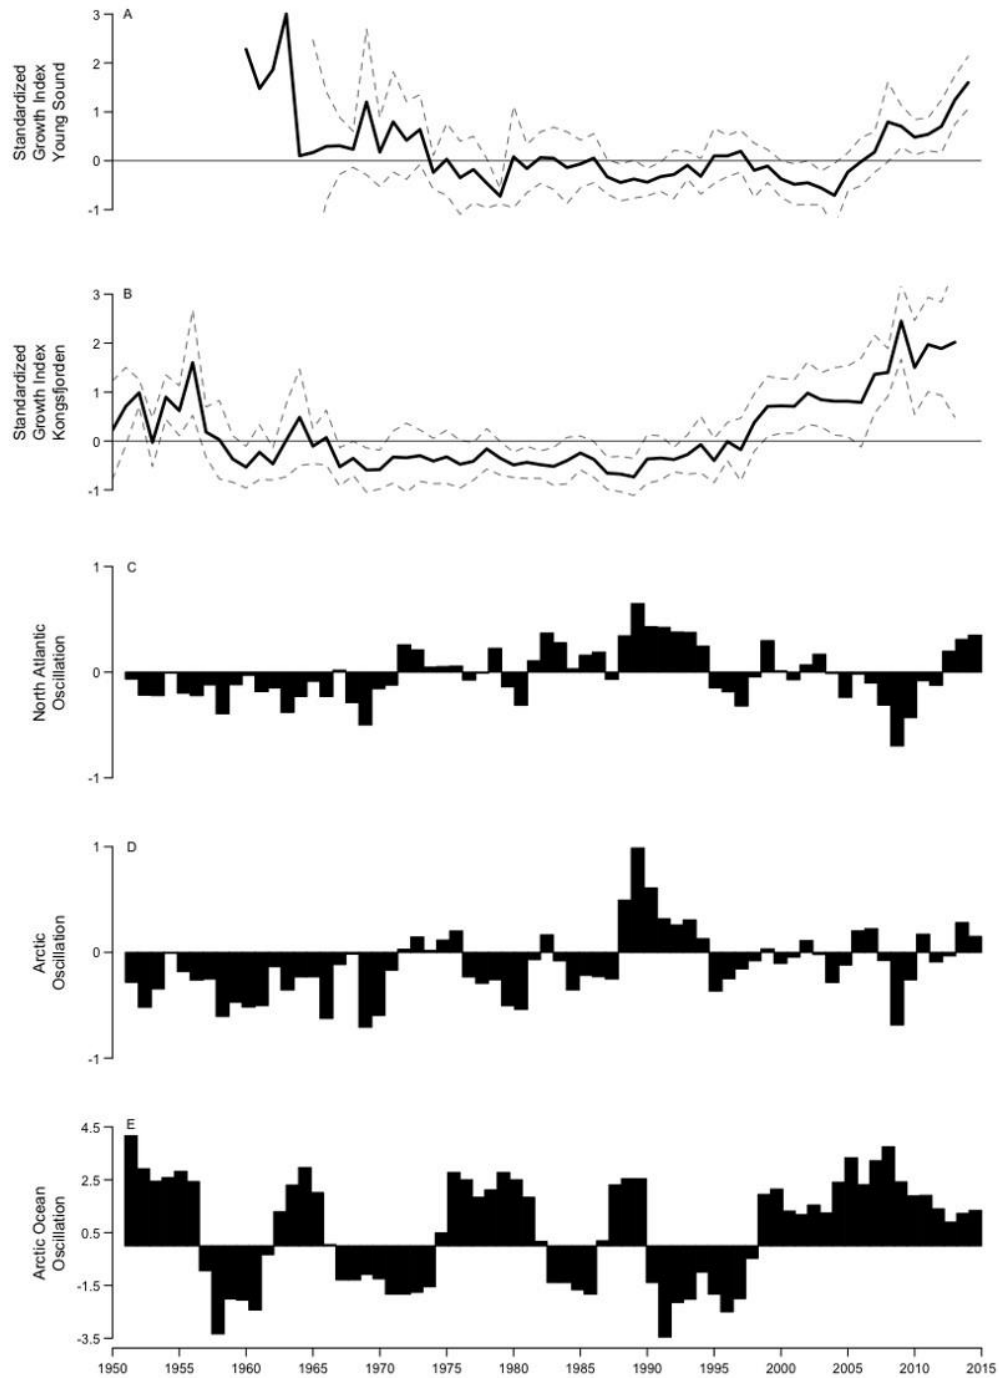 A
Standardized
Growth Index
Young Sound
3
2
1
0
-1
B
Standardized
Growth Index
Kongsfjorden
3
2
1
0
-1
C
North Atlantic
Oscillation
1
0
-1
D
Arctic
Oscillation
1
0
-1
E
Arctic Ocean
Oscillation
4.5
2.5
0.5
-1.5
-3.5
1950 1955 1960 1965 1970 1975 1980 1985 1990 1995 2000 2005 2010 2015